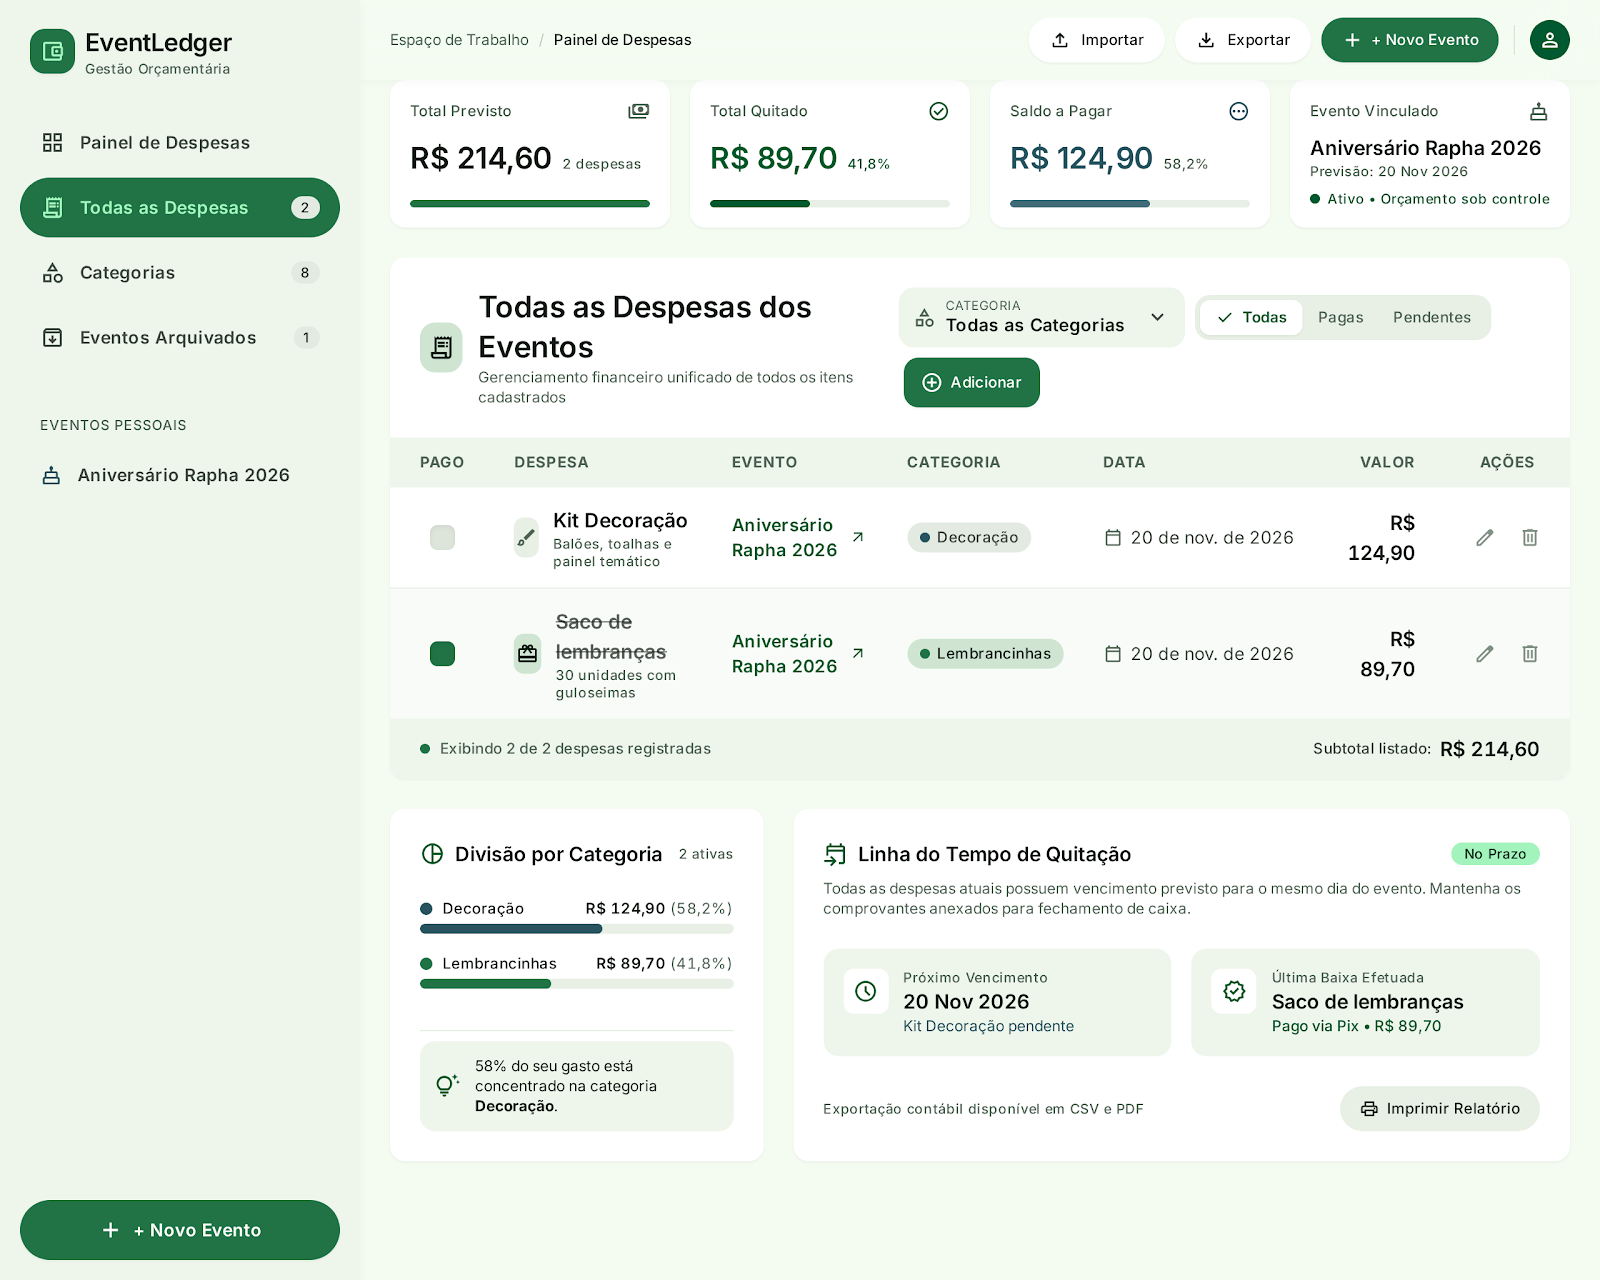 EventLedger
Gestão Orçamentária
Painel de Despesas
Todas as Despesas 2
Categorias 8
Eventos Arquivados 1
EVENTOS PESSOAIS
Aniversário Rapha 2026
+ Novo Evento
Espaço de Trabalho / Painel de Despesas
Importar
Exportar
+ Novo Evento
Total Previsto
R$ 214,60 2 despesas
Total Quitado
R$ 89,70 41,8%
Saldo a Pagar
R$ 124,90 58,2%
Evento Vinculado
Aniversário Rapha 2026
Previsão: 20 Nov 2026
Ativo • Orçamento sob controle
Todas as Despesas dos
Eventos
Gerenciamento financeiro unificado de todos os itens
cadastrados
CATEGORIA
Todas as Categorias
Todas Pagas Pendentes
Adicionar
PAGO DESPESA EVENTO CATEGORIA DATA VALOR AÇÕES
Kit Decoração
Balões, toalhas e
painel temático
Aniversário
Rapha 2026
Decoração
20 de nov. de 2026
R$
124,90
Saco de
lembranças
30 unidades com
guloseimas
Aniversário
Rapha 2026
Lembrancinhas
20 de nov. de 2026
R$
89,70
Exibindo 2 de 2 despesas registradas
Subtotal listado: R$ 214,60
Divisão por Categoria 2 ativas
Decoração R$ 124,90 (58,2%)
Lembrancinhas R$ 89,70 (41,8%)
58% do seu gasto está
concentrado na categoria
Decoração.
Linha do Tempo de Quitação
No Prazo
Todas as despesas atuais possuem vencimento previsto para o mesmo dia do evento. Mantenha os
comprovantes anexados para fechamento de caixa.
Próximo Vencimento
20 Nov 2026
Kit Decoração pendente
Última Baixa Efetuada
Saco de lembranças
Pago via Pix • R$ 89,70
Exportação contábil disponível em CSV e PDF
Imprimir Relatório